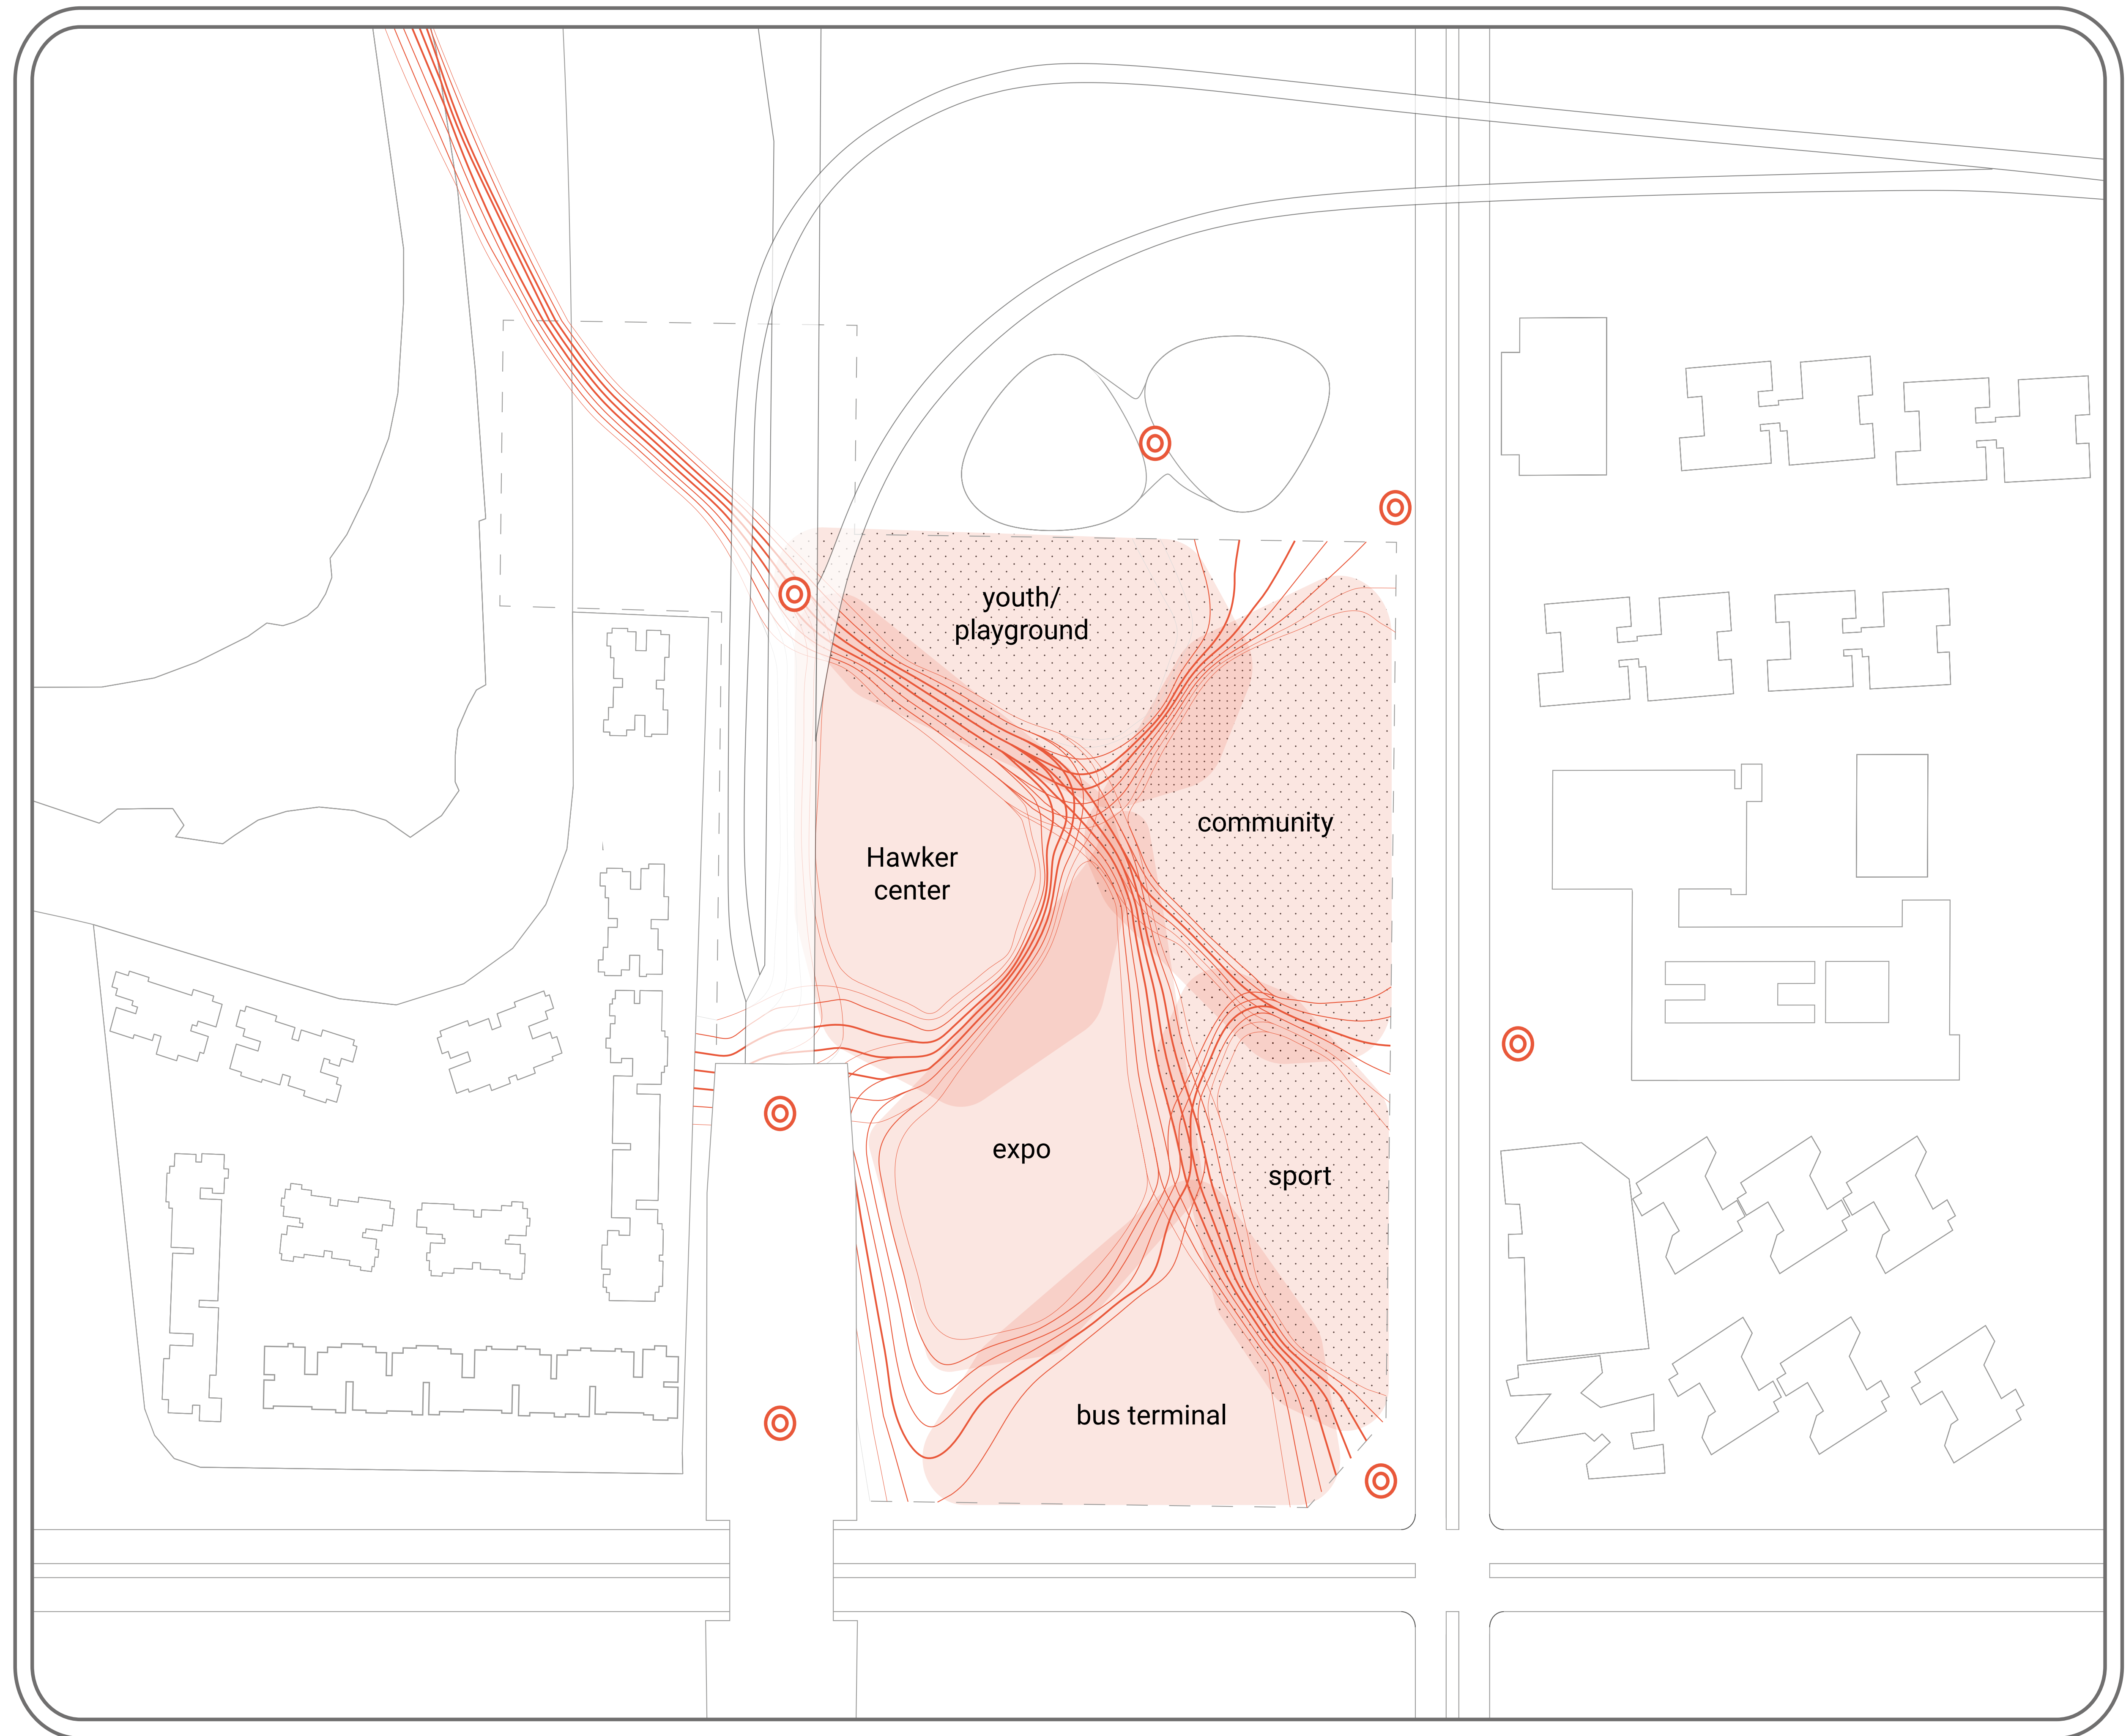 youth/
playground
community
Hawker
center
expo
sport
bus terminal